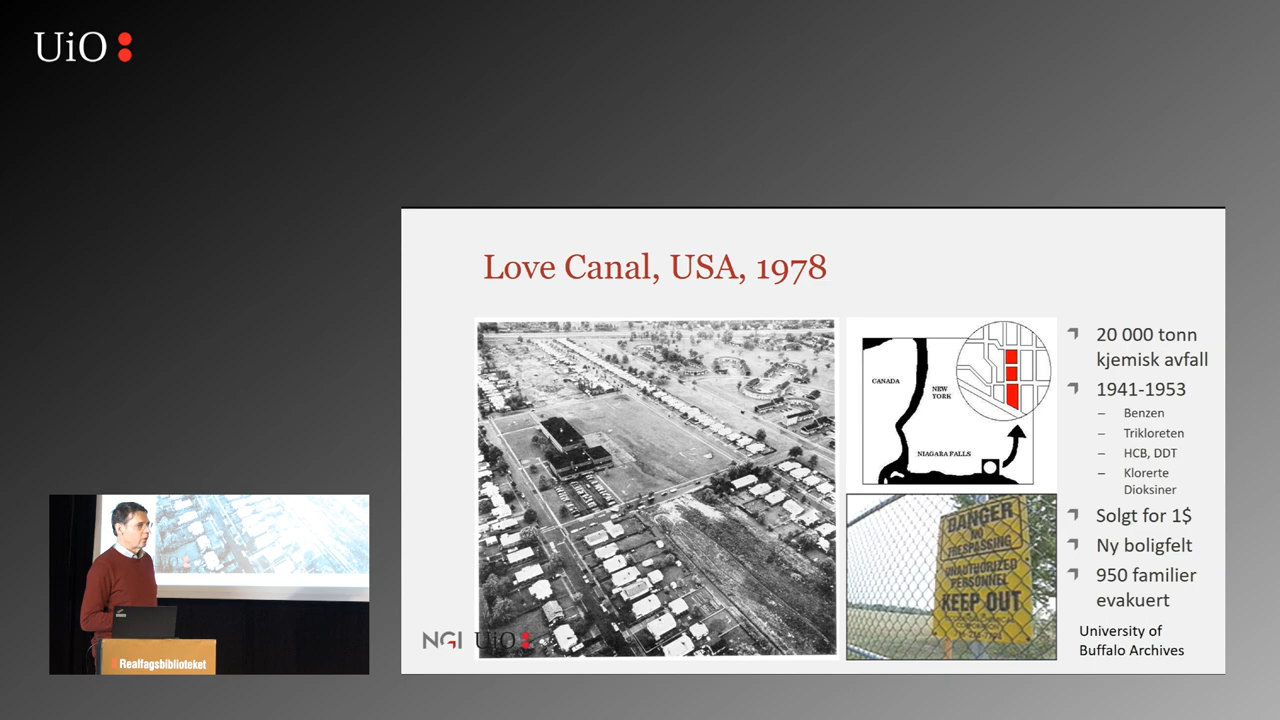 UiO
Love Canal, USA, 1978
CANADA
NEW
YORK
NIAGARA FALLS
DANGER
NO
TRESPASSING
UNAUTHORIZED
PERSONNEL
KEEP OUT
20 000 tonn
kjemisk avfall
1941-1953
– Benzen
– Trikloreten
– HCB, DDT
– Klorerte
Dioksiner
Solgt for 1$
Ny boligfelt
950 familier
evakuert
University of
Buffalo Archives
NGI UiO
Realfagsbiblioteket